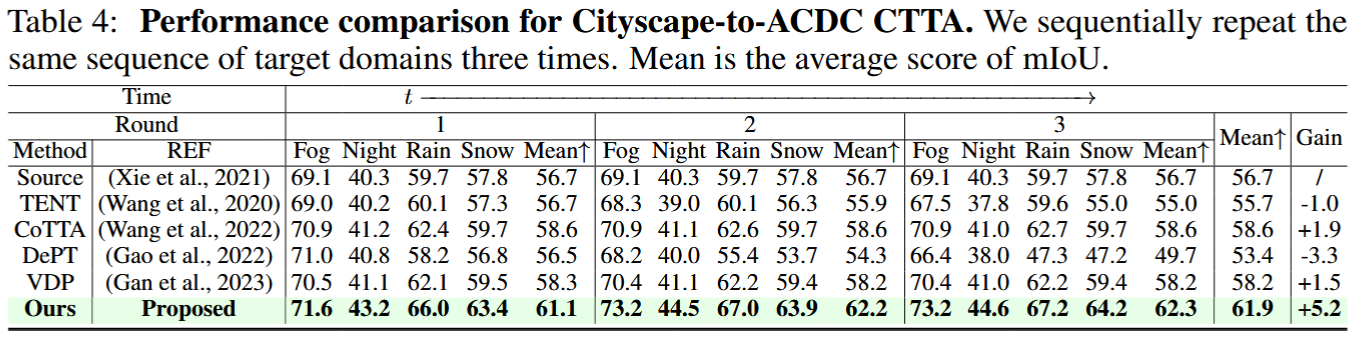 Table 4: Performance comparison for Cityscape-to-ACDC CTTA. We sequentially repeat the
same sequence of target domains three times. Mean is the average score of mIoU.
Time t
Round 1 2 3 Mean↑ Gain
Method REF Fog Night Rain Snow Mean↑ Fog Night Rain Snow Mean↑ Fog Night Rain Snow Mean↑
Source (Xie et al., 2021) 69.1 40.3 59.7 57.8 56.7 69.1 40.3 59.7 57.8 56.7 69.1 40.3 59.7 57.8 56.7 56.7 /
TENT (Wang et al., 2020) 69.0 40.2 60.1 57.3 56.7 68.3 39.0 60.1 56.3 55.9 67.5 37.8 59.6 55.0 55.0 55.7 -1.0
CoTTA (Wang et al., 2022) 70.9 41.2 62.4 59.7 58.6 70.9 41.1 62.6 59.7 58.6 70.9 41.0 62.7 59.7 58.6 58.6 +1.9
DePT (Gao et al., 2022) 71.0 40.8 58.2 56.8 56.5 68.2 40.0 55.4 53.7 54.3 66.4 38.0 47.3 47.2 49.7 53.4 -3.3
VDP (Gan et al., 2023) 70.5 41.1 62.1 59.5 58.3 70.4 41.1 62.2 59.4 58.2 70.4 41.0 62.2 59.4 58.2 58.2 +1.5
Ours Proposed 71.6 43.2 66.0 63.4 61.1 73.2 44.5 67.0 63.9 62.2 73.2 44.6 67.2 64.2 62.3 61.9 +5.2